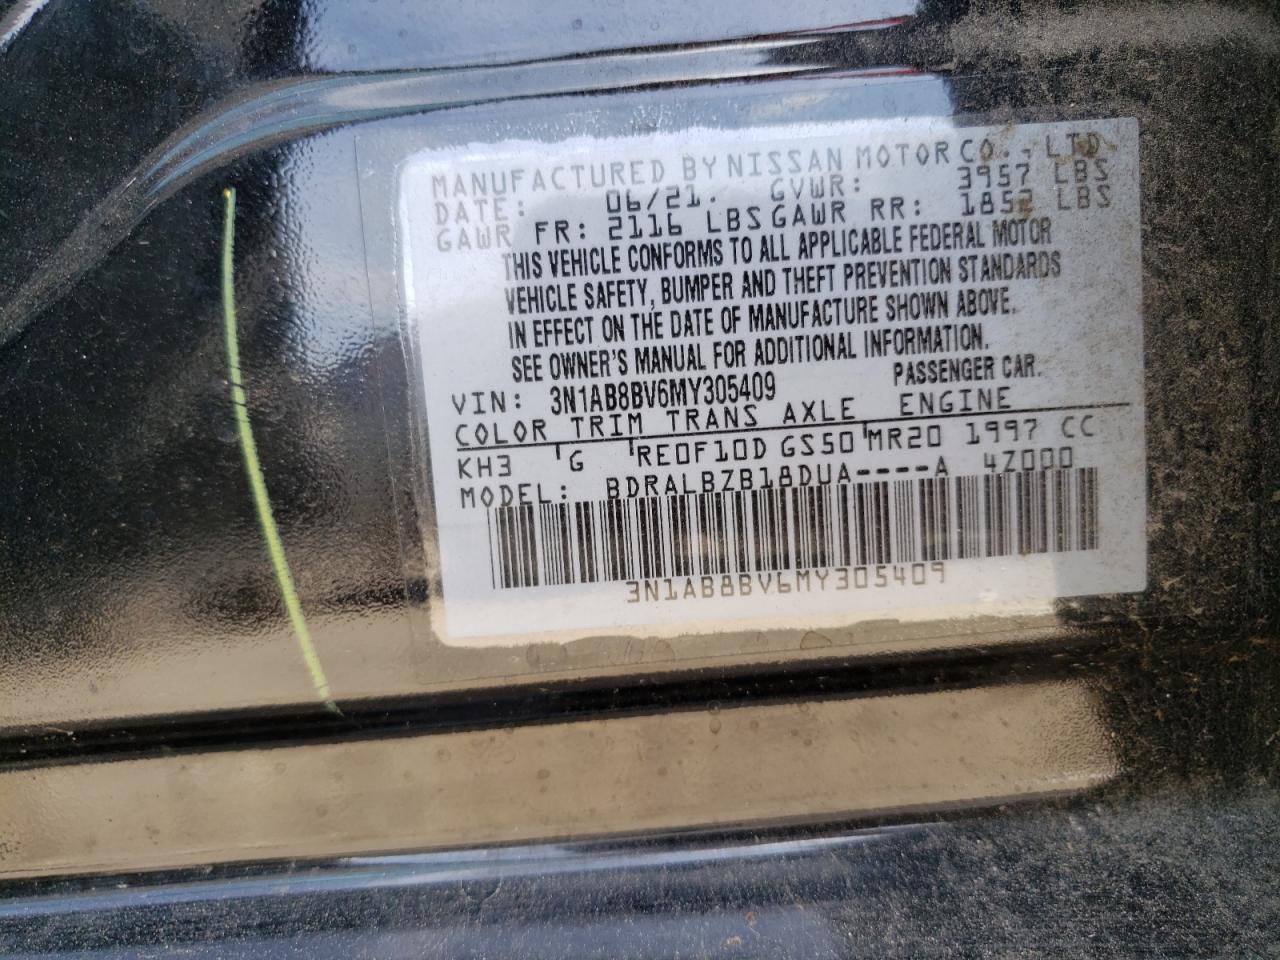 MANUFACTURED BY NISSAN MOTOR CO., LTD.
DATE: 06/21. GVWR: 3957 LBS
GAWR FR: 2116 LBS GAWR RR: 1852 LBS
THIS VEHICLE CONFORMS TO ALL APPLICABLE FEDERAL MOTOR
VEHICLE SAFETY, BUMPER AND THEFT PREVENTION STANDARDS
IN EFFECT ON THE DATE OF MANUFACTURE SHOWN ABOVE.
SEE OWNER'S MANUAL FOR ADDITIONAL INFORMATION.
VIN: 3N1AB8BV6MY305409 PASSENGER CAR.
COLOR TRIM TRANS AXLE ENGINE
KH3 G RE0F10D GS50 MR20 1997 CC
MODEL: BDRALBZB18DUA----A 4Z000
3N1AB8BV6MY305409